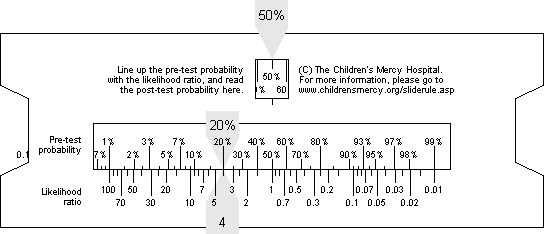 50%
Line up the pre-test probability
with the likelihood ratio, and read
the post-test probability here.
50%
0% 60
(C) The Children's Mercy Hospital.
For more information, please go to
www.childrensmercy.org/sliderule.asp
20%
Pre-test
probability
1% 3% 7% 20% 40% 60% 80% 93% 97% 99%
7% 2% 5% 10% 30% 50% 70% 90% 95% 98%
0.1
Likelihood
ratio
100 50 20 10 7 3 1 0.5 0.2 0.07 0.03 0.01
70 30 5 2 0.7 0.3 0.1 0.05 0.02
4